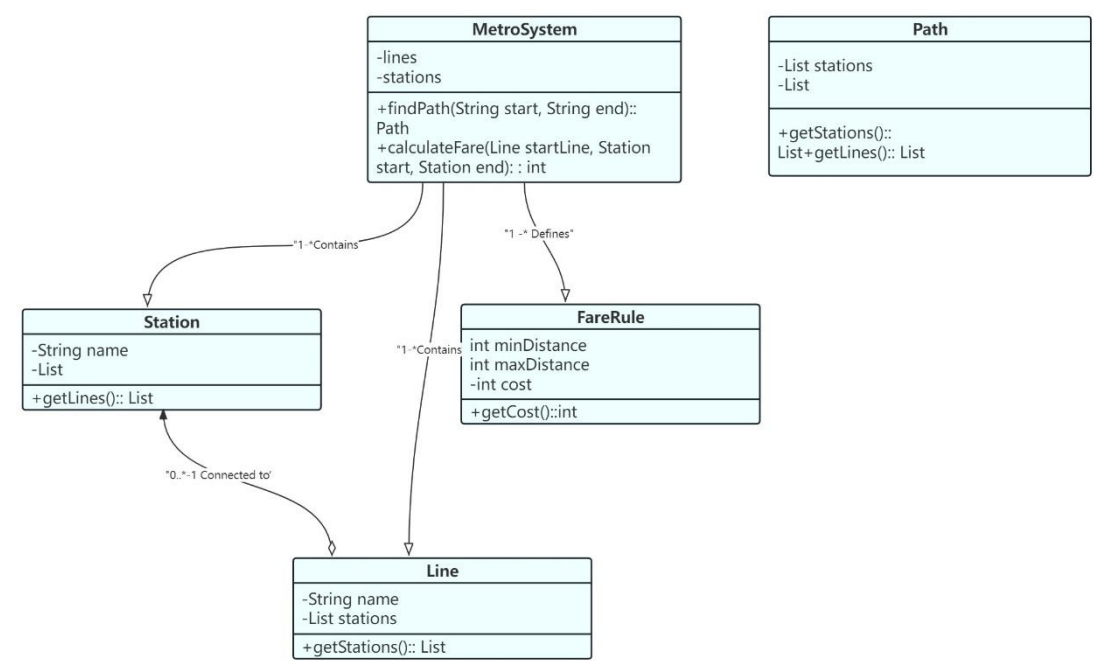 MetroSystem
-lines
-stations
+findPath(String start, String end)::
Path
+calculateFare(Line startLine, Station
start, Station end): : int
Path
-List stations
-List
+getStations()::
List+getLines():: List
"1-*Contains
"1 -* Defines"
"1-*Contains
Station
-String name
-List
+getLines():: List
FareRule
int minDistance
int maxDistance
-int cost
+getCost()::int
"0..*-1 Connected to"
Line
-String name
-List stations
+getStations():: List